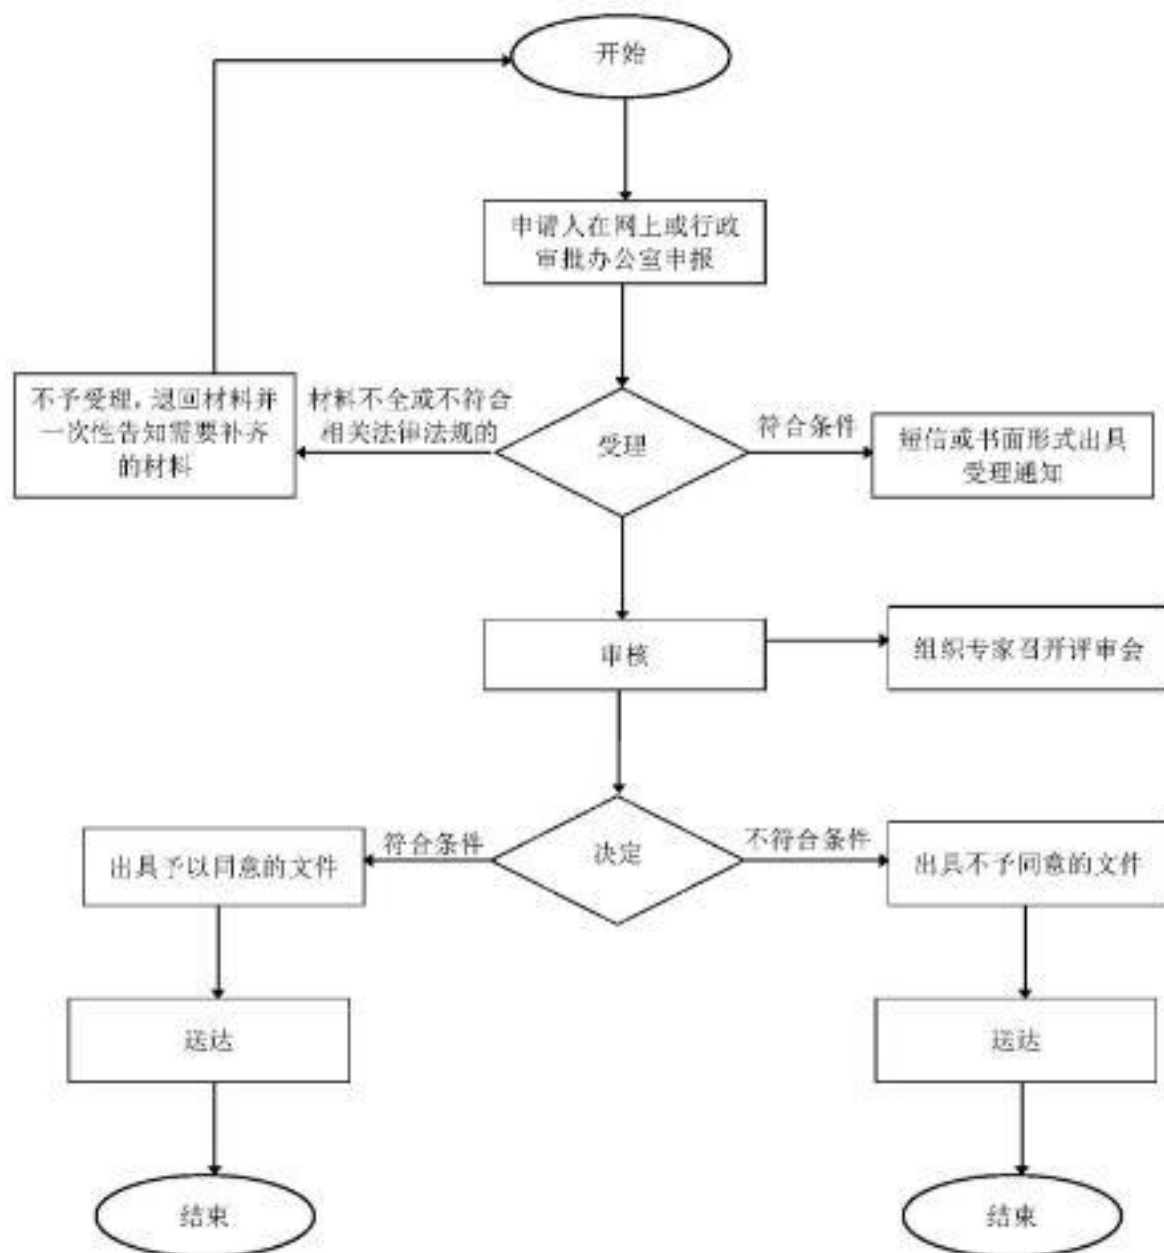 开始
申请人在网上或行政
审批办公室申报
不予受理，退回材料并
一次性告知需要补齐
的材料
材料不全或不符合
相关法律法规的
受理
符合条件
短信或书面形式出具
受理通知
审核
组织专家召开评审会
出具予以同意的文件
符合条件
决定
不符合条件
出具不予同意的文件
送达
送达
结束
结束